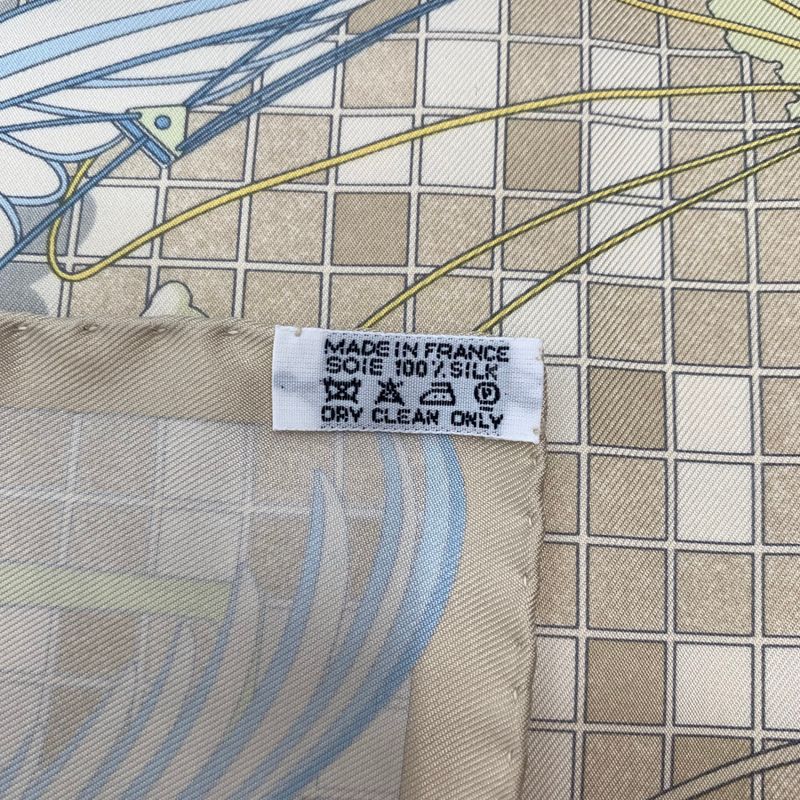 MADE IN FRANCE
SOIE 100% SILK
P
DRY CLEAN ONLY